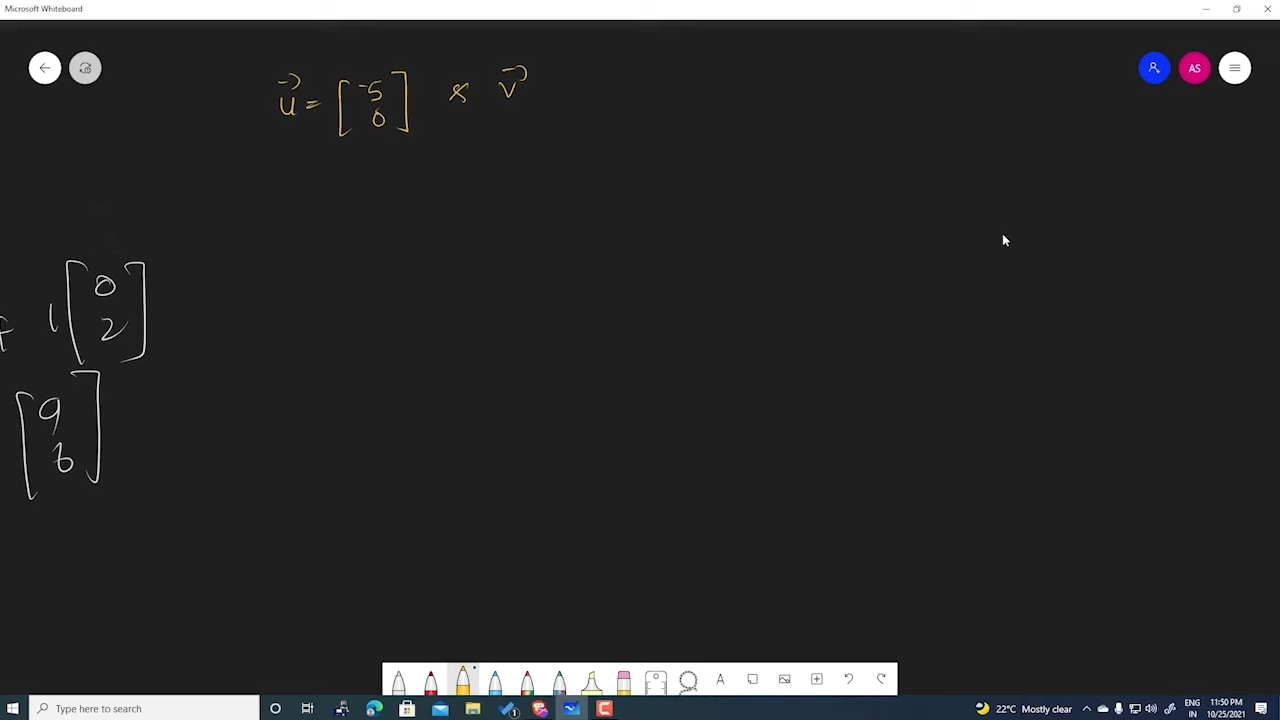 Microsoft Whiteboard
AS
u⃗ = [-5 0] & v⃗
1 [0 2]
[9 6]
A
Type here to search
1
22°C Mostly clear
ENG
IN
11:50 PM
10/25/2021